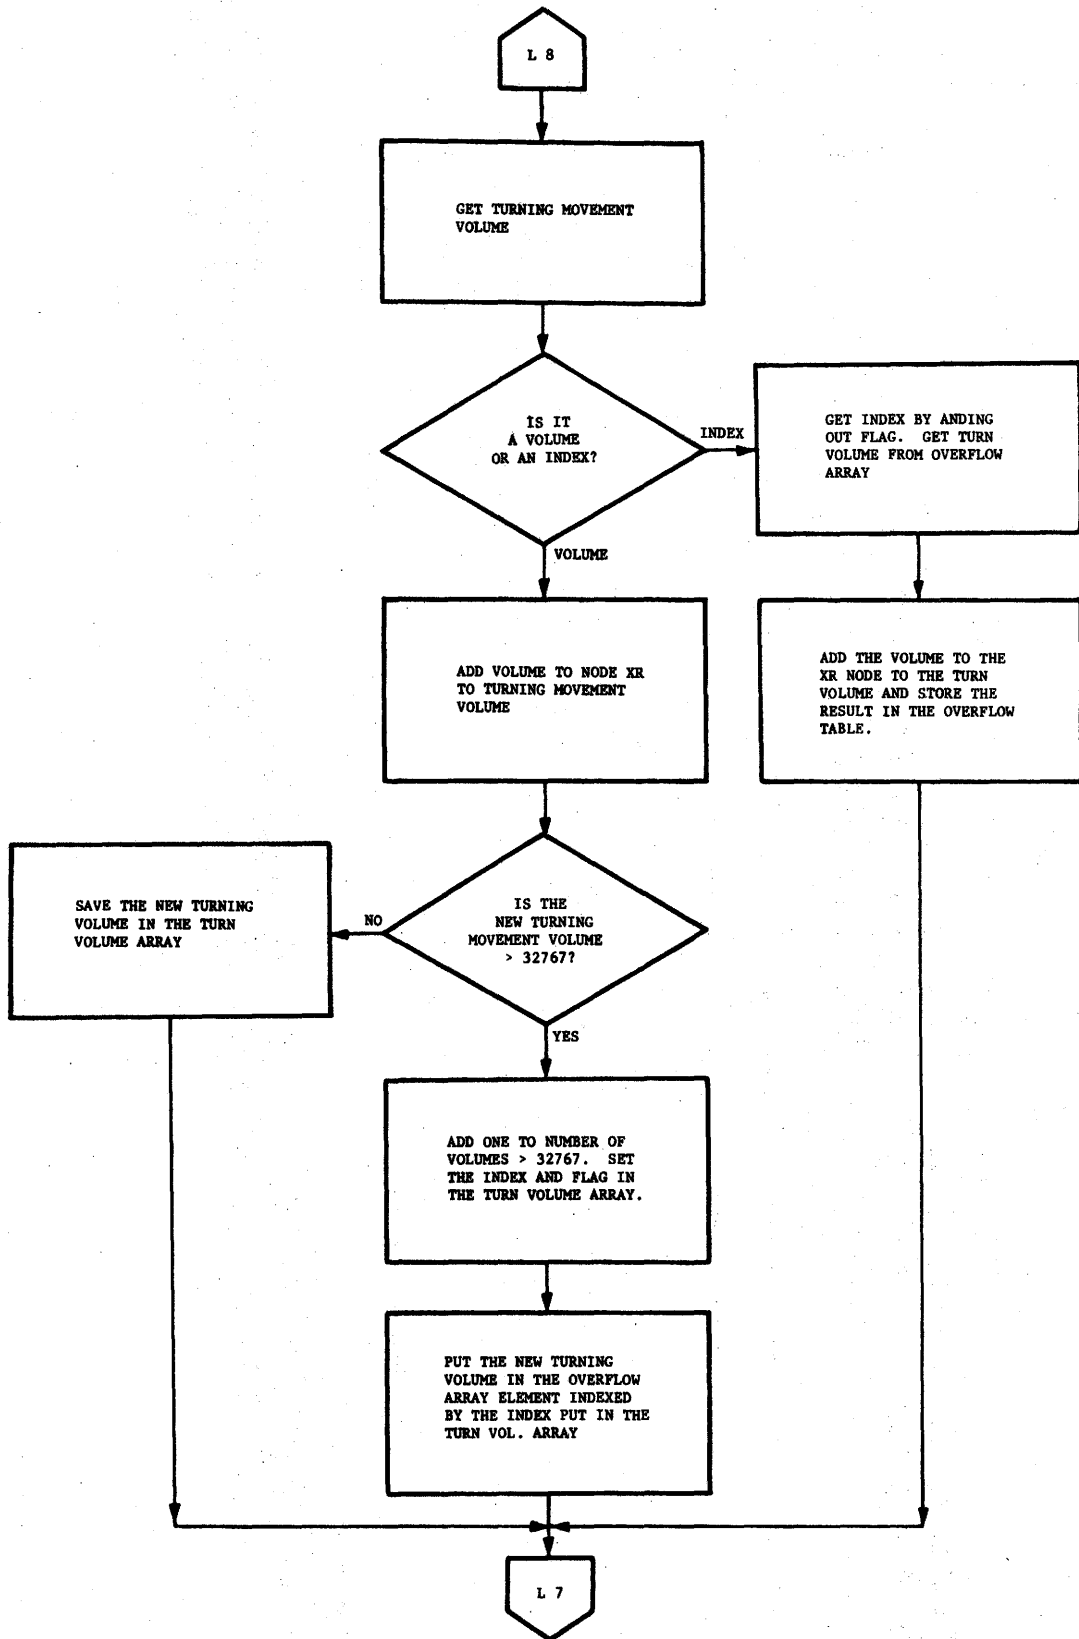 L 8
GET TURNING MOVEMENT
VOLUME
IS IT
A VOLUME
OR AN INDEX?
INDEX
GET INDEX BY ANDING
OUT FLAG. GET TURN
VOLUME FROM OVERFLOW
ARRAY
VOLUME
ADD VOLUME TO NODE XR
TO TURNING MOVEMENT
VOLUME
ADD THE VOLUME TO THE
XR NODE TO THE TURN
VOLUME AND STORE THE
RESULT IN THE OVERFLOW
TABLE.
IS THE
NEW TURNING
MOVEMENT VOLUME
> 32767?
NO
SAVE THE NEW TURNING
VOLUME IN THE TURN
VOLUME ARRAY
YES
ADD ONE TO NUMBER OF
VOLUMES > 32767. SET
THE INDEX AND FLAG IN
THE TURN VOLUME ARRAY.
PUT THE NEW TURNING
VOLUME IN THE OVERFLOW
ARRAY ELEMENT INDEXED
BY THE INDEX PUT IN THE
TURN VOL. ARRAY
L 7